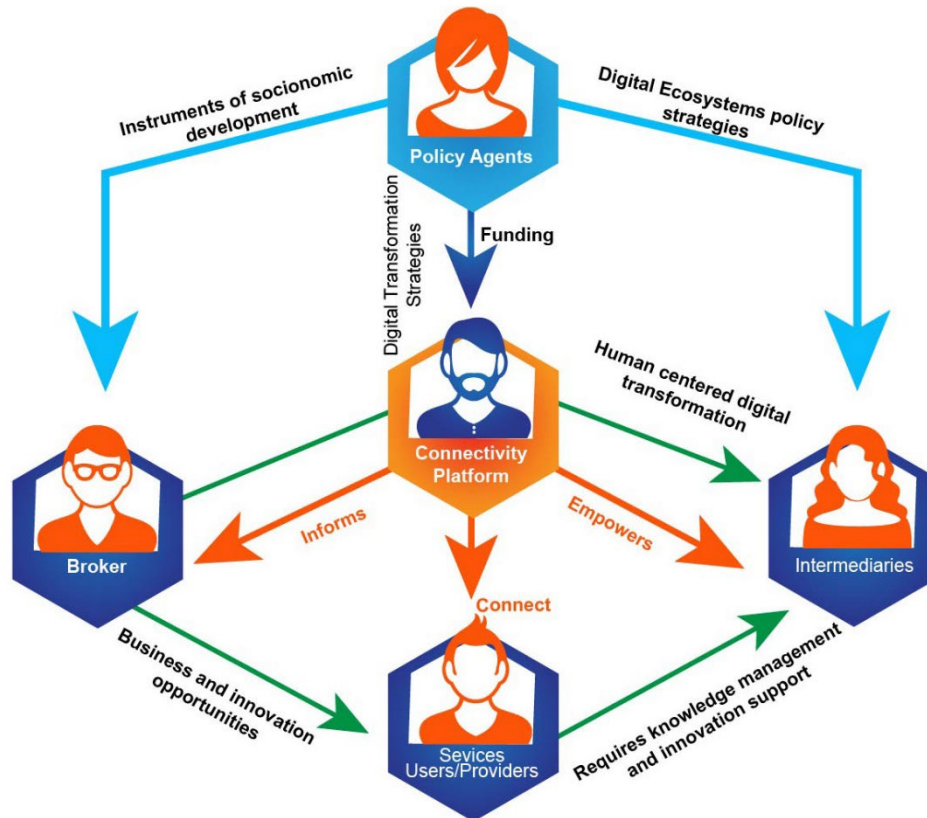 Instruments of socionomic
development
Digital Ecosystems policy
strategies
Policy Agents
Digital Transformation
Strategies
Funding
Human centered digital
transformation
Connectivity
Platform
Broker
Informs
Empowers
Intermediaries
Connect
Business and innovation
opportunities
Sevices
Users/Providers
Requires knowledge management
and innovation support